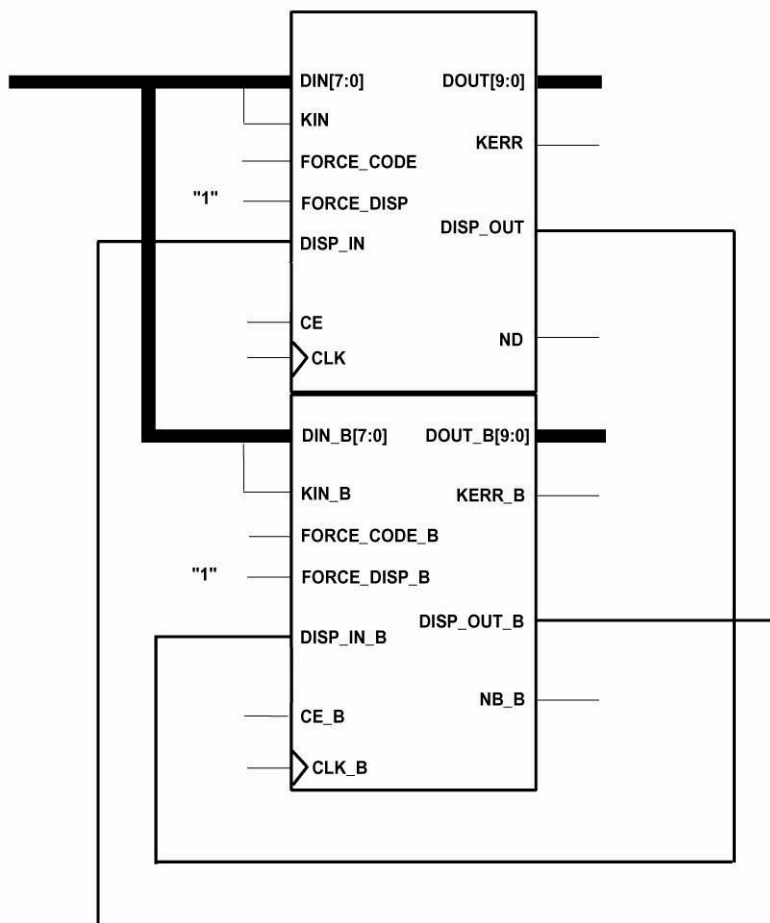 DIN[7:0] DOUT[9:0]
KIN
KERR
FORCE_CODE
"1" FORCE_DISP
DISP_OUT
DISP_IN
CE
ND
CLK
DIN_B[7:0] DOUT_B[9:0]
KIN_B
KERR_B
FORCE_CODE_B
"1" FORCE_DISP_B
DISP_OUT_B
DISP_IN_B
NB_B
CE_B
CLK_B